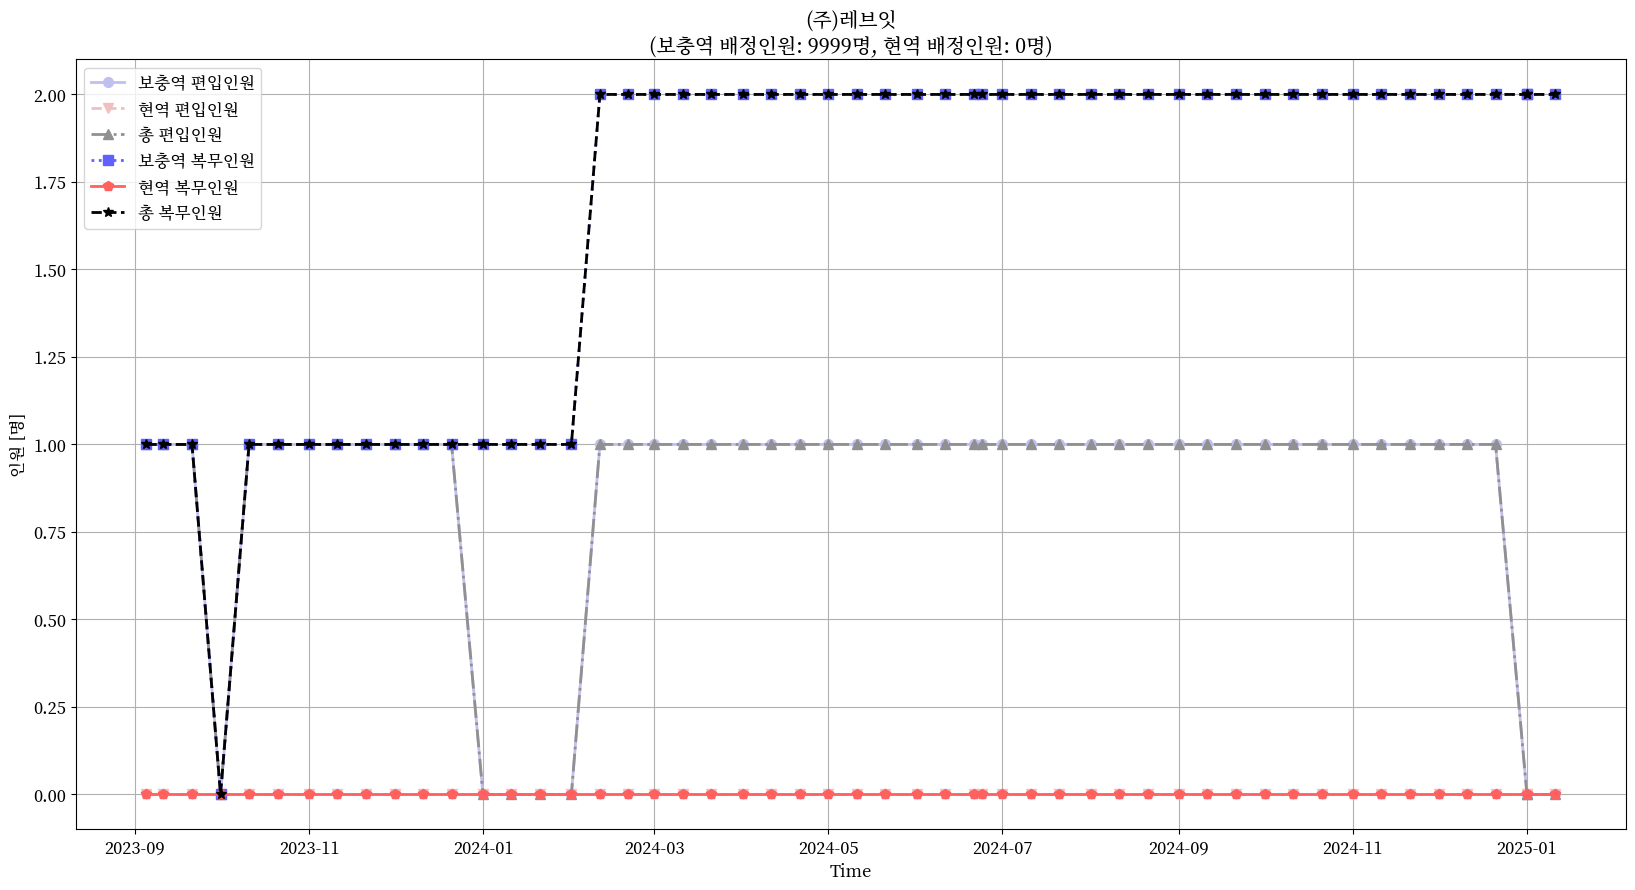 (주)레브잇
(보충역 배정인원: 9999명, 현역 배정인원: 0명)
보충역 편입인원
현역 편입인원
총 편입인원
보충역 복무인원
현역 복무인원
총 복무인원
2.00
1.75
1.50
1.25
1.00
0.75
0.50
0.25
0.00
인원 [명]
2023-09 2023-11 2024-01 2024-03 2024-05 2024-07 2024-09 2024-11 2025-01
Time